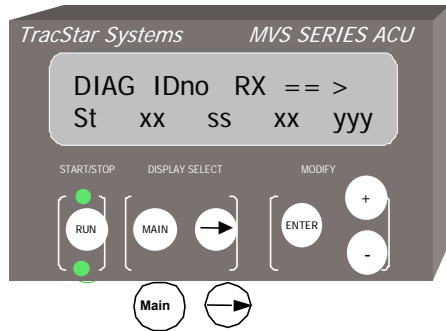 TracStar Systems MVS SERIES ACU
DIAG IDno RX == >
St xx ss xx yyy
START/STOP DISPLAY SELECT MODIFY
RUN MAIN ENTER + -
Main